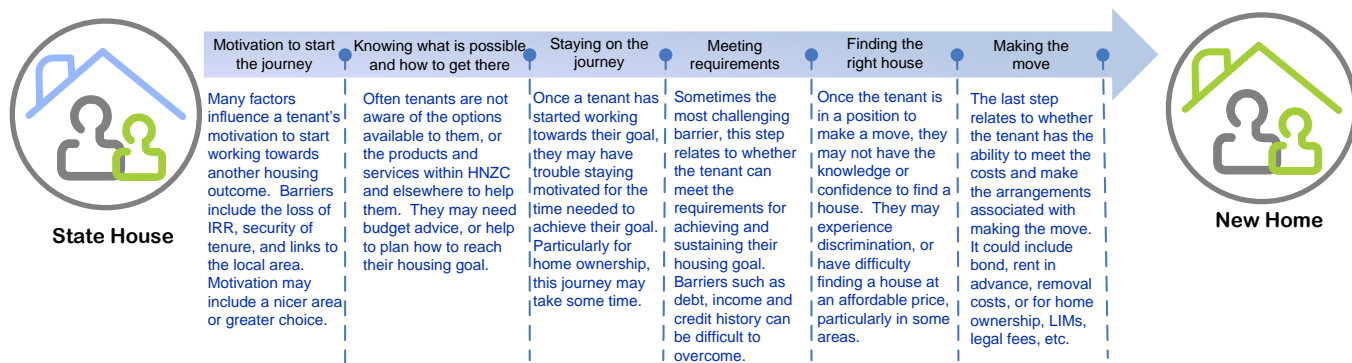 Motivation to start
the journey
Many factors
influence a tenant's
motivation to start
working towards
another housing
outcome. Barriers
include the loss of
IRR, security of
tenure, and links to
the local area.
Motivation may
include a nicer area
or greater choice.
Knowing what is possible
and how to get there
Often tenants are not
aware of the options
available to them, or
the products and
services within HNZC
and elsewhere to help
them. They may need
budget advice, or help
to plan how to reach
their housing goal.
Staying on the
journey
Once a tenant has
started working
towards their goal,
they may have
trouble staying
motivated for the
time needed to
achieve their goal.
Particularly for
home ownership,
this journey may
take some time.
Meeting
requirements
Sometimes the
most challenging
barrier, this step
relates to whether
the tenant can
meet the
requirements for
achieving and
sustaining their
housing goal.
Barriers such as
debt, income and
credit history can
be difficult to
overcome.
Finding the
right house
Once the tenant is
in a position to
make a move, they
may not have the
knowledge or
confidence to find a
house. They may
experience
discrimination, or
have difficulty
finding a house at
an affordable price,
particularly in some
areas.
Making the
move
The last step
relates to whether
the tenant has the
ability to meet the
costs and make
the arrangements
associated with
making the move.
It could include
bond, rent in
advance, removal
costs, or for home
ownership, LIMs,
legal fees, etc.
State House
New Home